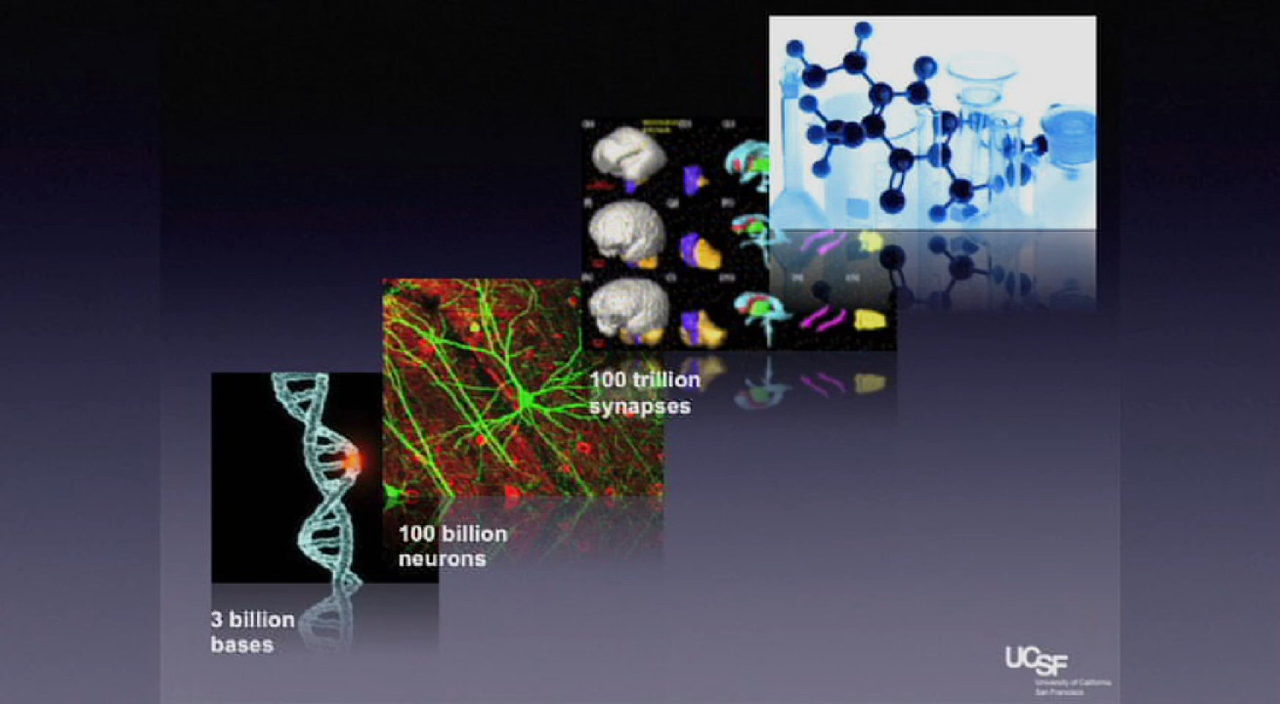 100 trillion
synapses
100 billion
neurons
3 billion
bases
UCSF
University of California
San Francisco